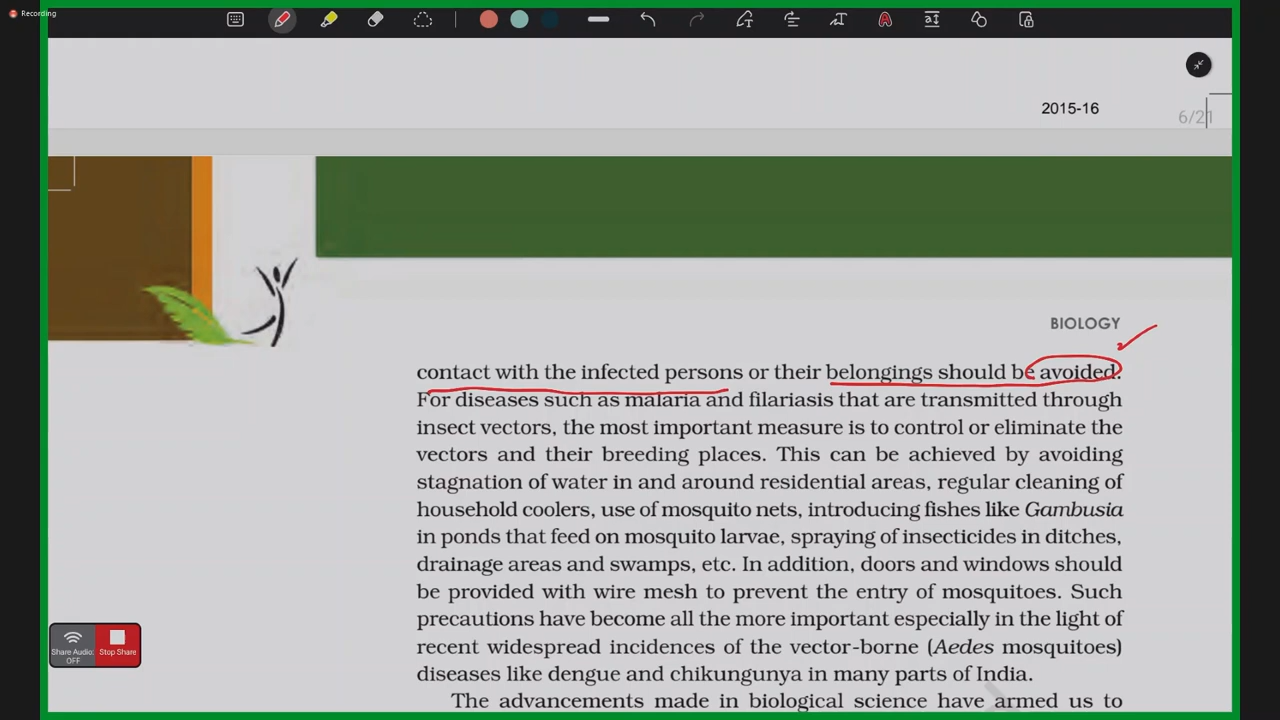 Recording
2015-16
6/21
BIOLOGY
contact with the infected persons or their belongings should be avoided.
For diseases such as malaria and filariasis that are transmitted through
insect vectors, the most important measure is to control or eliminate the
vectors and their breeding places. This can be achieved by avoiding
stagnation of water in and around residential areas, regular cleaning of
household coolers, use of mosquito nets, introducing fishes like Gambusia
in ponds that feed on mosquito larvae, spraying of insecticides in ditches,
drainage areas and swamps, etc. In addition, doors and windows should
be provided with wire mesh to prevent the entry of mosquitoes. Such
precautions have become all the more important especially in the light of
recent widespread incidences of the vector-borne (Aedes mosquitoes)
diseases like dengue and chikungunya in many parts of India.
The advancements made in biological science have armed us to
Share Audio: OFF
Stop Share